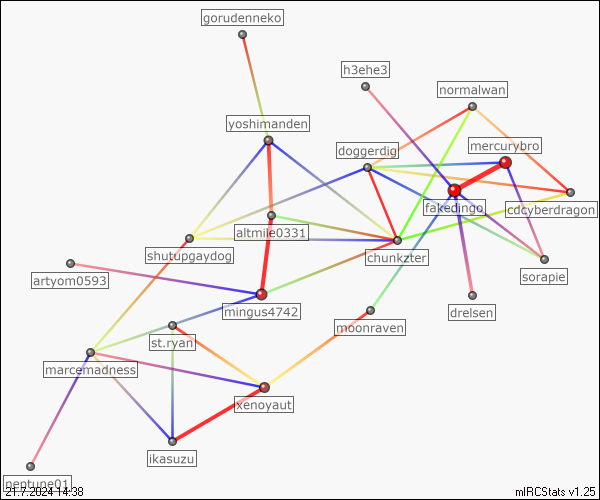 gorudenneko
h3ehe3
normalwan
yoshimanden
mercurybro
doggerdig
fakedingo
cdcyberdragon
altmile0331
shutupgaydog
chunkzter
artyom0593
sorapie
mingus4742
drelsen
moonraven
st.ryan
marcemadness
xenoyaut
ikasuzu
neptune01
21.7.2024 14:38
mIRCStats v1.25